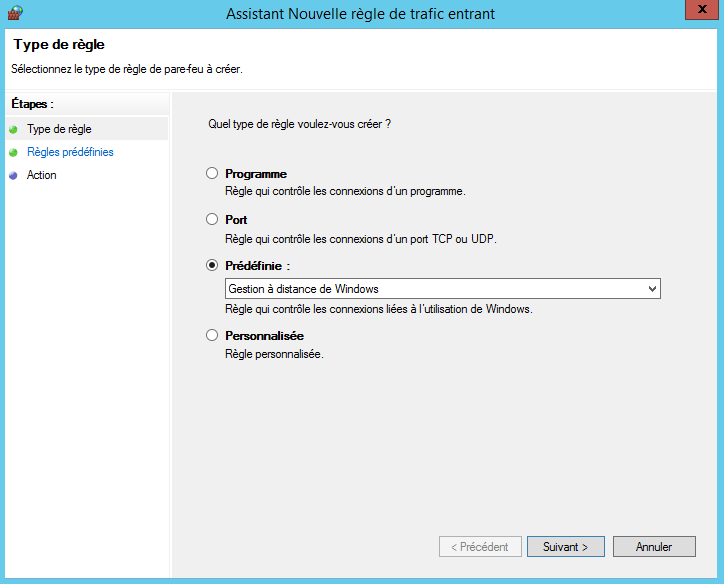 Assistant Nouvelle règle de trafic entrant
x
Type de règle
Sélectionnez le type de règle de pare-feu à créer.
Étapes :
Type de règle
Règles prédéfinies
Action
Quel type de règle voulez-vous créer ?
Programme
Règle qui contrôle les connexions d'un programme.
Port
Règle qui contrôle les connexions d'un port TCP ou UDP.
Prédéfinie :
Gestion à distance de Windows
Règle qui contrôle les connexions liées à l'utilisation de Windows.
Personnalisée
Règle personnalisée.
< Précédent
Suivant >
Annuler